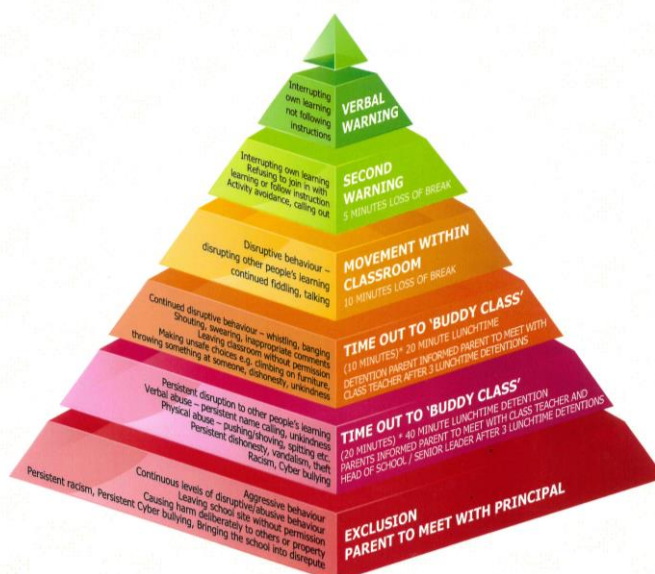 Interrupting
own learning
not following
instructions
VERBAL
WARNING
Interrupting own learning
Refusing to join in with
learning or follow instruction
Activity avoidance, calling out
SECOND
WARNING
5 MINUTES LOSS OF BREAK
Disruptive behaviour –
disrupting other people's learning
continued fiddling, talking
MOVEMENT WITHIN
CLASSROOM
10 MINUTES LOSS OF BREAK
Continued disruptive behaviour – whistling, banging
Shouting, swearing, inappropriate comments
Leaving classroom without permission
Making unsafe choices e.g. climbing on furniture,
throwing something at someone, dishonesty, unkindness
TIME OUT TO 'BUDDY CLASS'
(10 MINUTES)* 20 MINUTE LUNCHTIME
DETENTION PARENT INFORMED PARENT TO MEET WITH
CLASS TEACHER AFTER 3 LUNCHTIME DETENTIONS
Persistent disruption to other people's learning
Verbal abuse – persistent name calling, unkindness
Physical abuse – pushing/shoving, spitting etc.
Persistent dishonesty, vandalism, theft
Racism, Cyber bullying
TIME OUT TO 'BUDDY CLASS'
(20 MINUTES) * 40 MINUTE LUNCHTIME DETENTION
PARENTS INFORMED PARENT TO MEET WITH CLASS TEACHER AND
HEAD OF SCHOOL / SENIOR LEADER AFTER 3 LUNCHTIME DETENTIONS
Aggressive behaviour
Continuous levels of disruptive/abusive behaviour
Leaving school site without permission
Causing harm deliberately to others or property
Persistent racism, Persistent Cyber bullying, Bringing the school into disrepute
EXCLUSION
PARENT TO MEET WITH PRINCIPAL